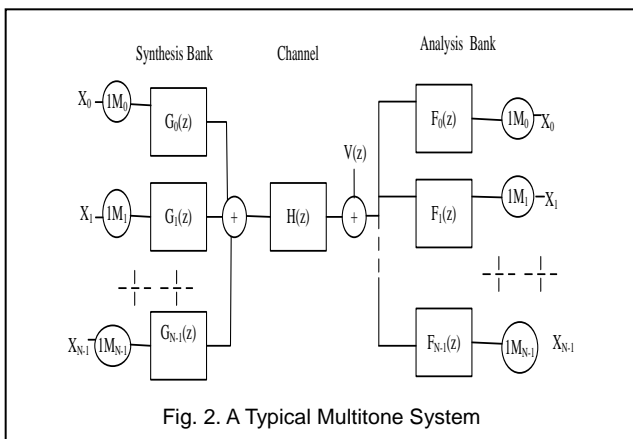 Synthesis Bank Channel Analysis Bank
X0 1M0 G0(z) F0(z) 1M0 X0
V(z)
X1 1M1 G1(z) + H(z) + F1(z) 1M1 X1
XN-1 1MN-1 GN-1(z) FN-1(z) 1MN-1 XN-1
Fig. 2. A Typical Multitone System